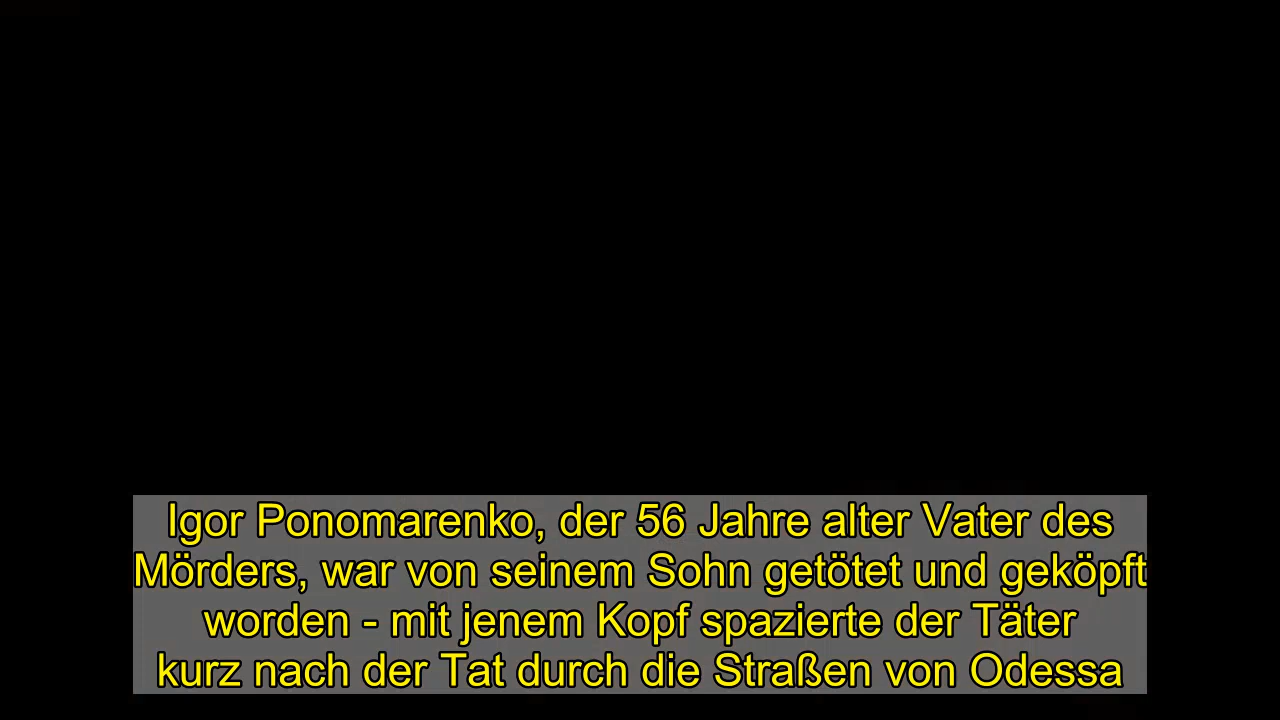 Igor Ponomarenko, der 56 Jahre alter Vater des
Mörders, war von seinem Sohn getötet und geköpft
worden - mit jenem Kopf spazierte der Täter
kurz nach der Tat durch die Straßen von Odessa